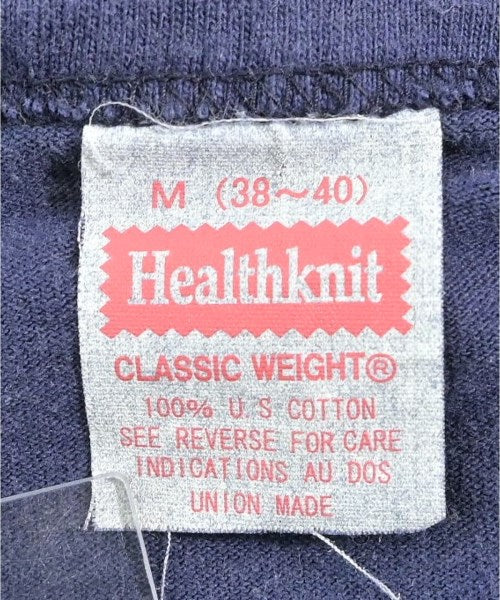 M (38～40)
Healthknit
CLASSIC WEIGHT®
100% U.S COTTON
SEE REVERSE FOR CARE
INDICATIONS AU DOS
UNION MADE